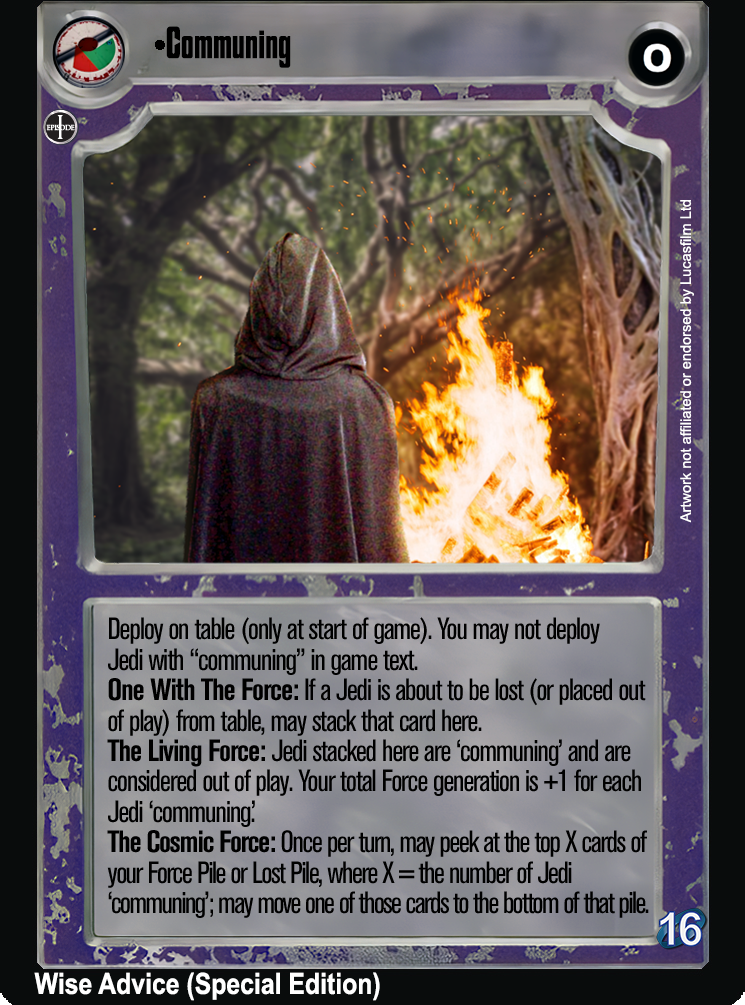 •Communing
0
EPISODE
I
Artwork not affiliated or endorsed by Lucasfilm Ltd
Deploy on table (only at start of game). You may not deploy
Jedi with “communing” in game text.
One With The Force: If a Jedi is about to be lost (or placed out
of play) from table, may stack that card here.
The Living Force: Jedi stacked here are ‘communing’ and are
considered out of play. Your total Force generation is +1 for each
Jedi ‘communing.’
The Cosmic Force: Once per turn, may peek at the top X cards of
your Force Pile or Lost Pile, where X = the number of Jedi
‘communing’; may move one of those cards to the bottom of that pile.
16
Wise Advice (Special Edition)